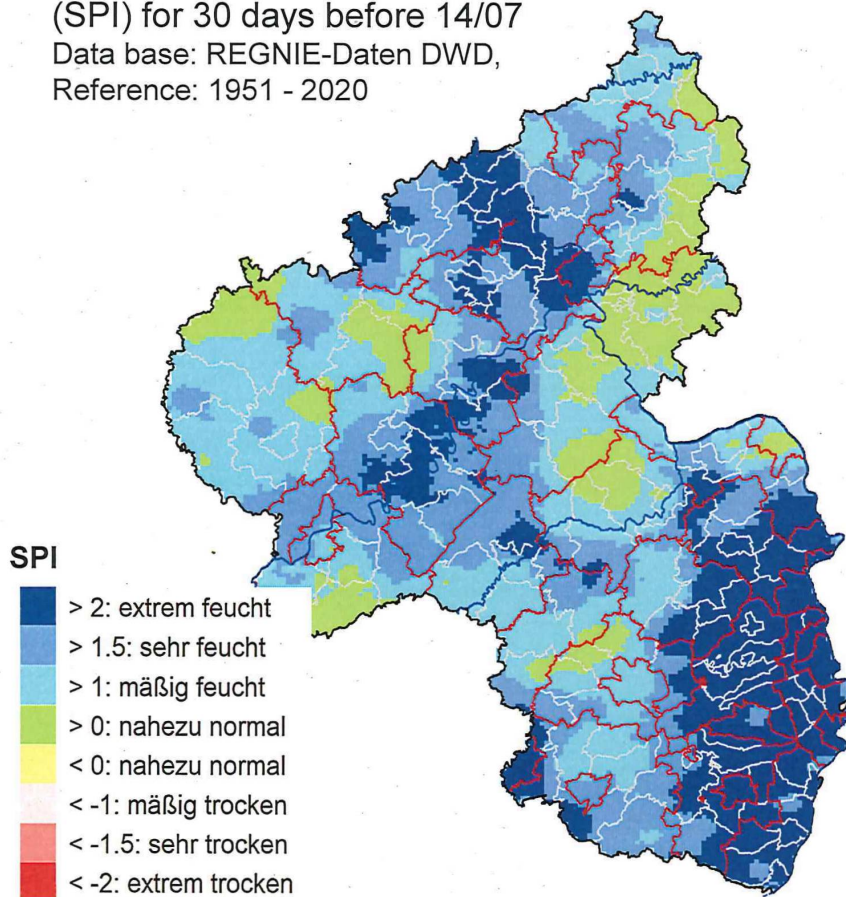 (SPI) for 30 days before 14/07
Data base: REGNIE-Daten DWD,
Reference: 1951 - 2020
SPI
> 2: extrem feucht
> 1.5: sehr feucht
> 1: mäßig feucht
> 0: nahezu normal
< 0: nahezu normal
< -1: mäßig trocken
< -1.5: sehr trocken
< -2: extrem trocken